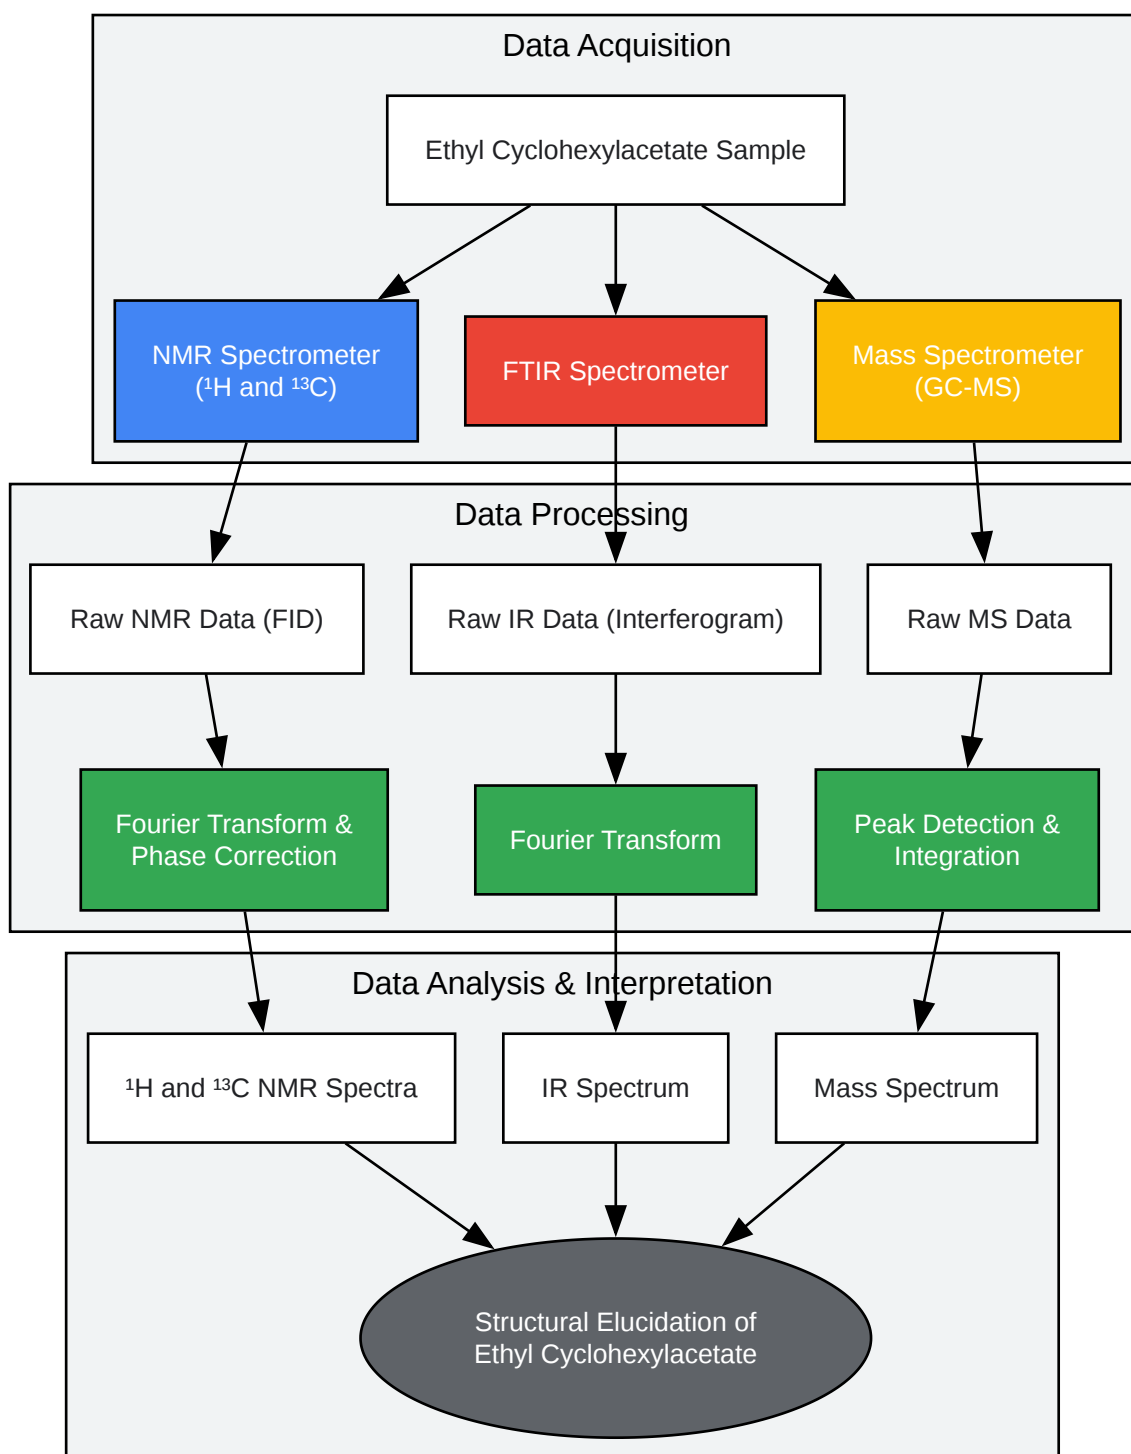 Data Acquisition
Ethyl Cyclohexylacetate Sample
NMR Spectrometer
(¹H and ¹³C)
FTIR Spectrometer
Mass Spectrometer
(GC-MS)
Data Processing
Raw NMR Data (FID)
Raw IR Data (Interferogram)
Raw MS Data
Fourier Transform &
Phase Correction
Fourier Transform
Peak Detection &
Integration
Data Analysis & Interpretation
¹H and ¹³C NMR Spectra
IR Spectrum
Mass Spectrum
Structural Elucidation of
Ethyl Cyclohexylacetate